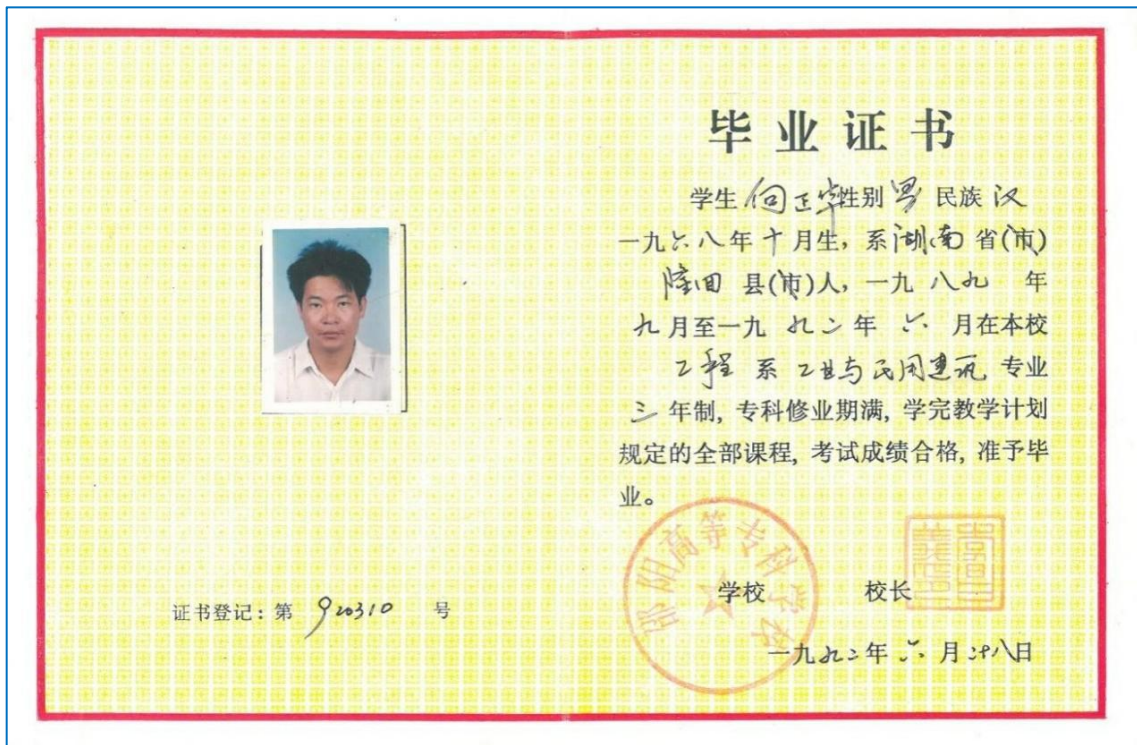 毕业证书
学生 正华 性别 男 民族 汉
一九六八年十月生，系湖南省(市)
隆回 县(市)人，一九八九 年
九月至一九九二年 六 月在本校
工程 系 工业与民用建筑 专业
三年制，专科修业期满，学完教学计划
规定的全部课程，考试成绩合格，准予毕
业。
邵阳高等专科学校
学校 校长
证书登记：第 920310 号
一九九二年 六 月 廿八日